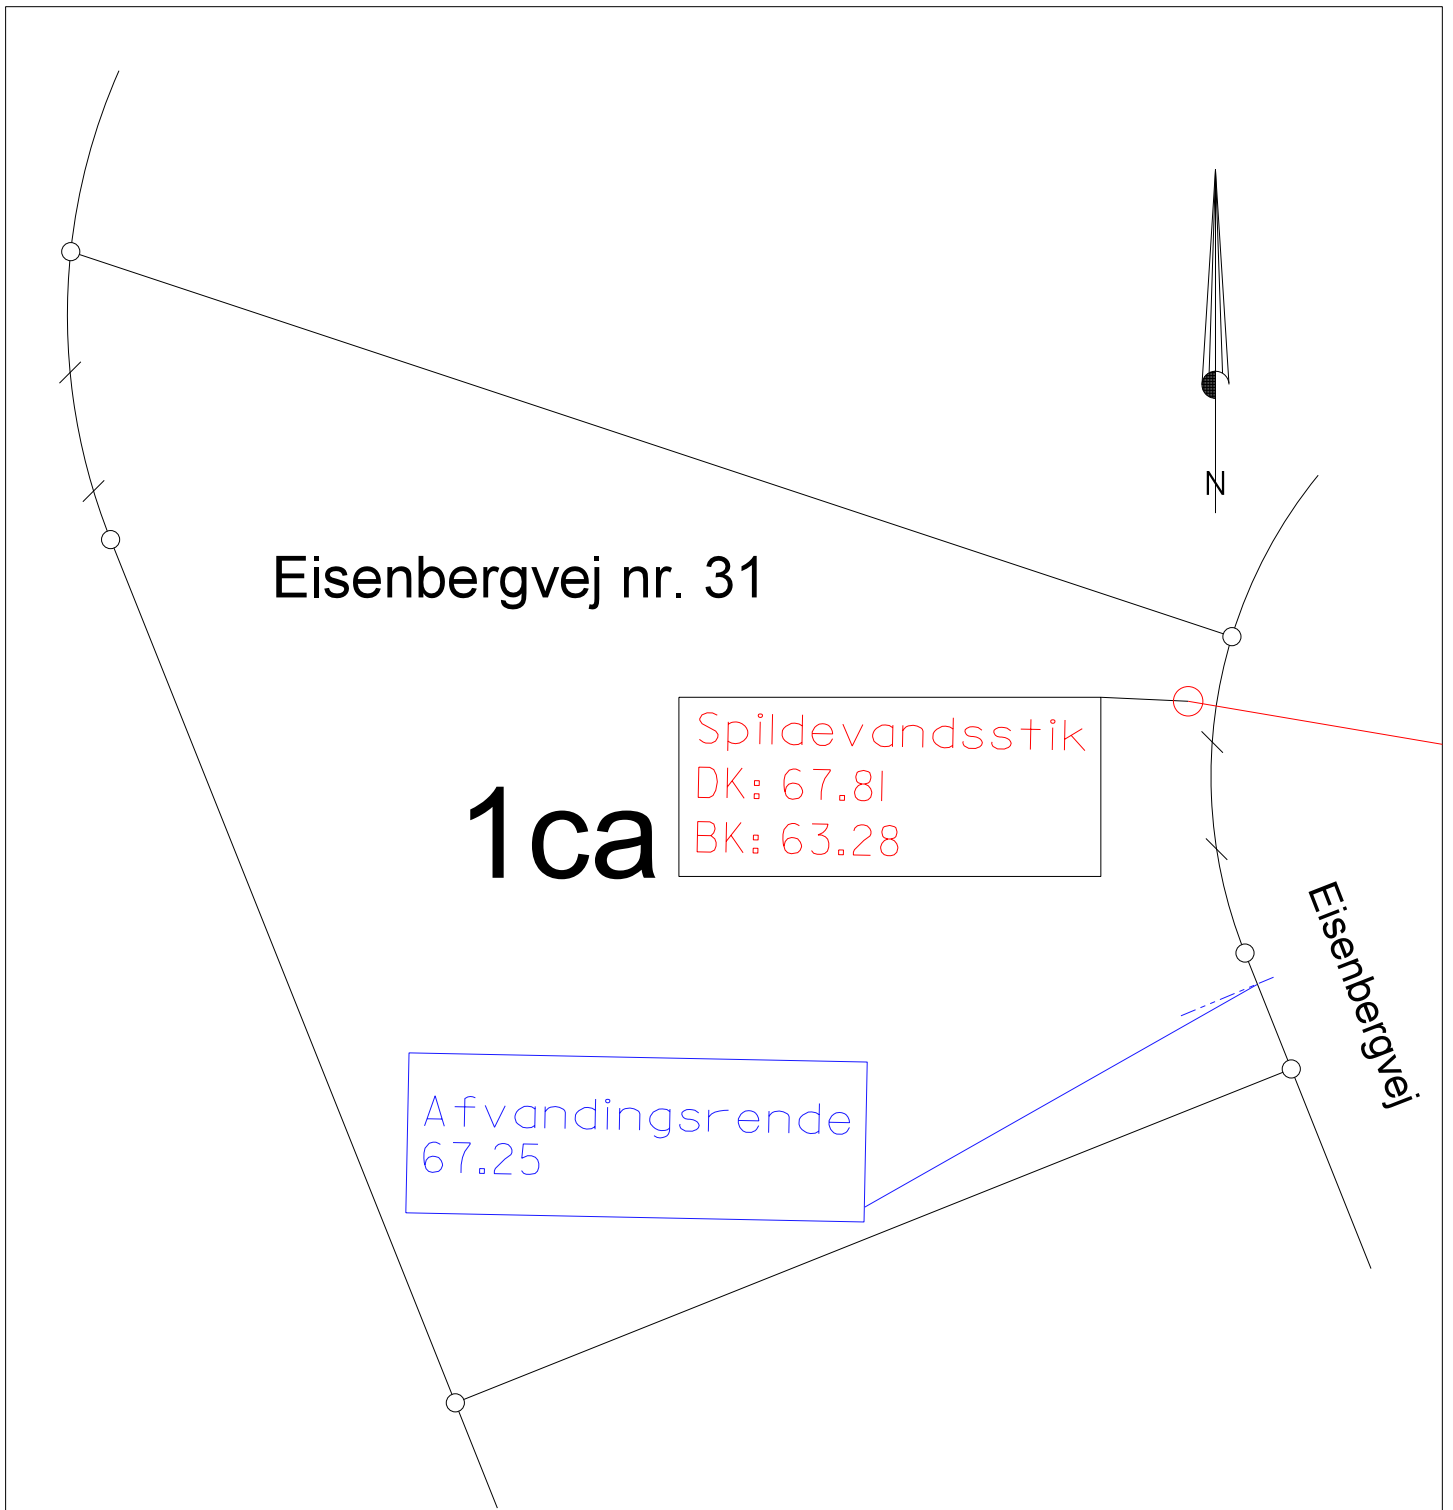 N
Eisenbergvej nr. 31
Spildevandsstik
DK: 67.81
BK: 63.28
1ca
Eisenbergvej
Afvandingsrende
67.25